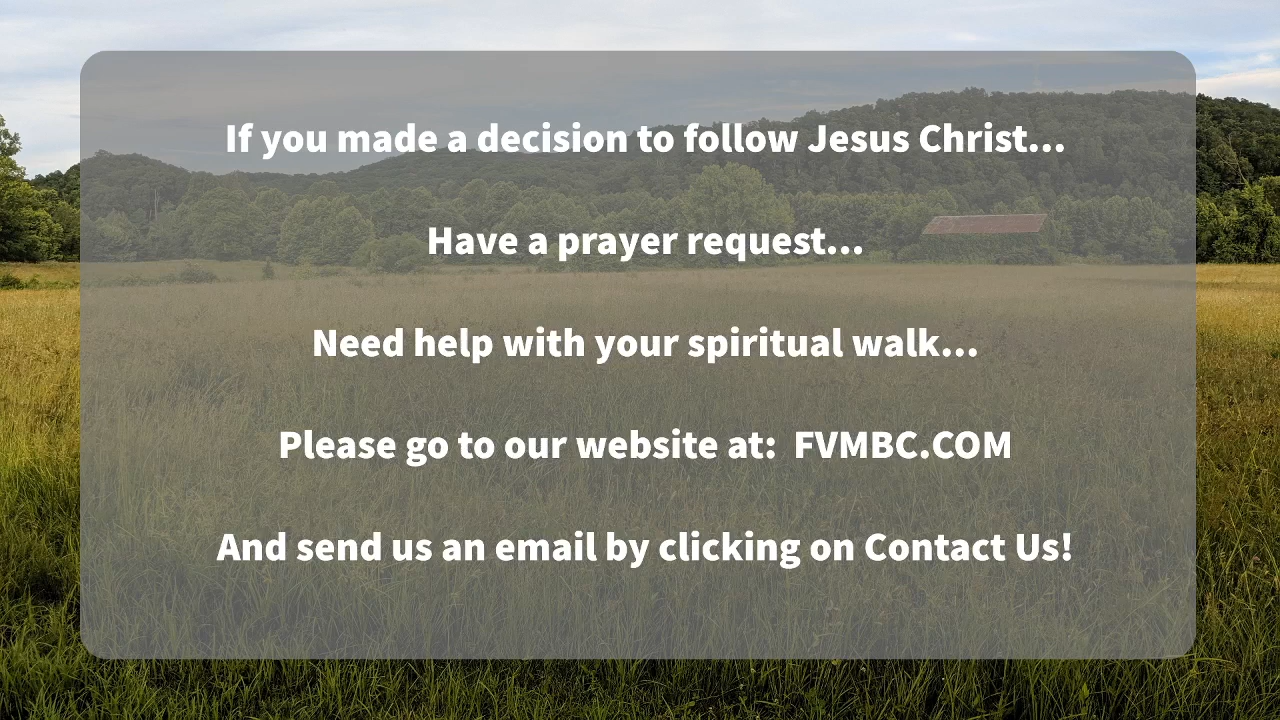 If you made a decision to follow Jesus Christ...
Have a prayer request...
Need help with your spiritual walk...
Please go to our website at:  FVMBC.COM
And send us an email by clicking on Contact Us!